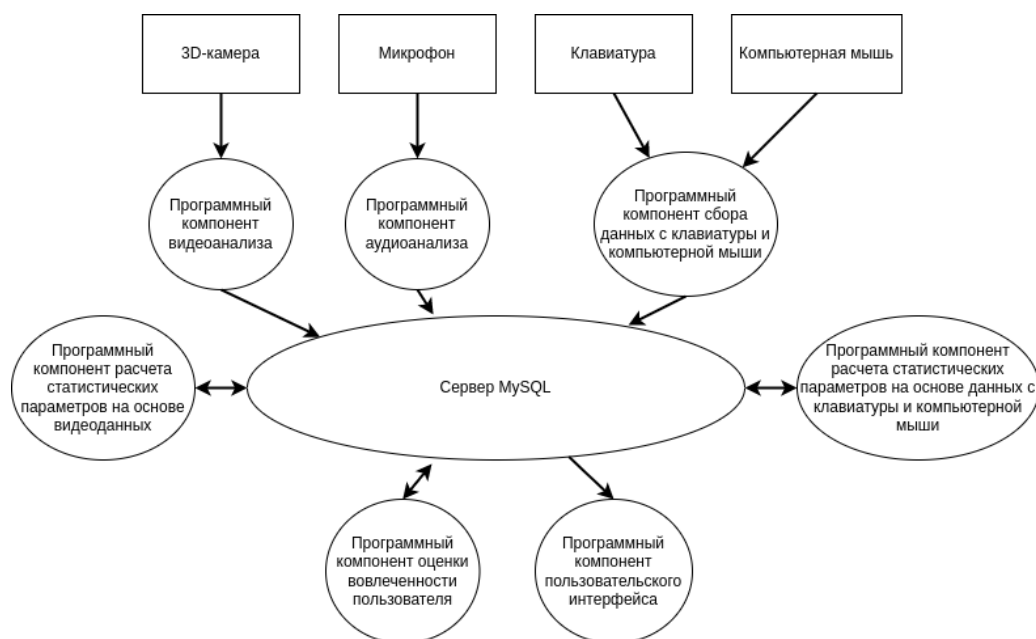 3D-камера
Микрофон
Клавиатура
Компьютерная мышь
Программный
компонент
видеоанализа
Программный
компонент
аудиоанализа
Программный
компонент сбора
данных с клавиатуры и
компьютерной мыши
Программный
компонент расчета
статистических
параметров на основе
видеоданных
Сервер MySQL
Программный компонент
расчета статистических
параметров на основе данных с
клавиатуры и компьютерной
мыши
Программный
компонент оценки
вовлеченности
пользователя
Программный
компонент
пользовательского
интерфейса